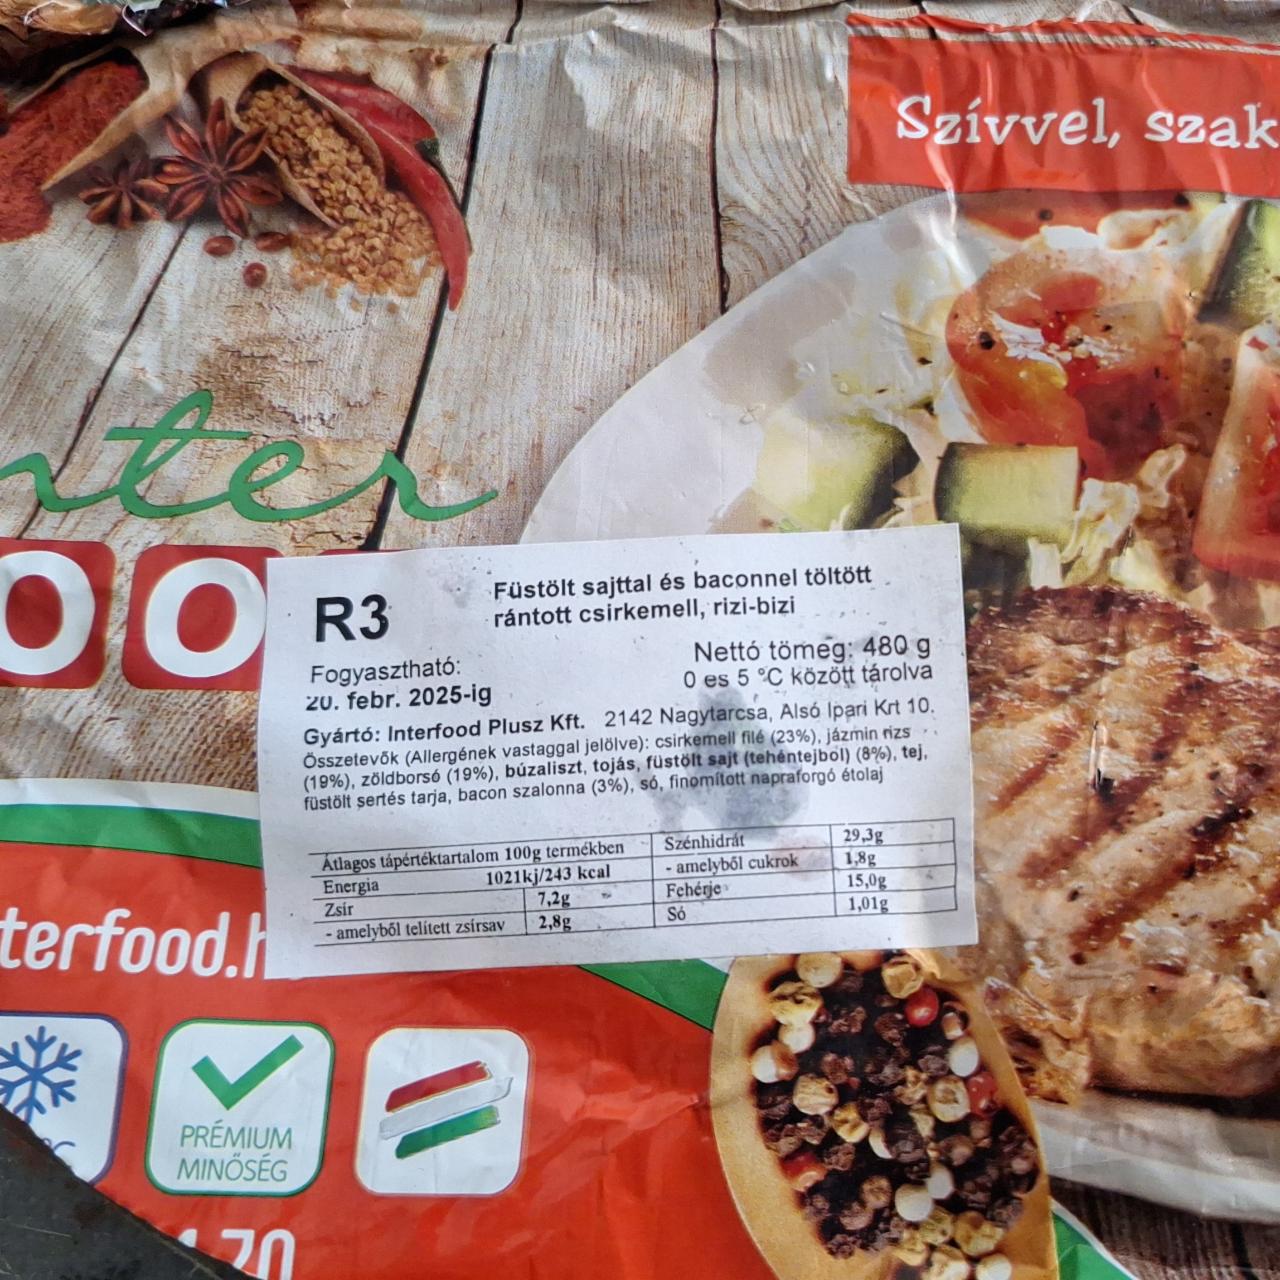 Szívvel, szak
nter
OO
R3
Füstölt sajttal és baconnel töltött
rántott csirkemell, rizi-bizi
Nettó tömeg: 480 g
0 es 5 °C között tárolva
Fogyasztható:
20. febr. 2025-ig
Gyártó: Interfood Plusz Kft. 2142 Nagytarcsa, Alsó Ipari Krt 10.
Összetevők (Allergének vastaggal jelölve): csirkemell filé (23%), jázmin rizs
(19%), zöldborsó (19%), búzaliszt, tojás, füstölt sajt (tehéntejből) (8%), tej,
füstölt sertés tarja, bacon szalonna (3%), só, finomított napraforgó étolaj
Átlagos tápértéktartalom 100g termékben
Energia 1021kj/243 kcal
Zsír 7,2g
- amelyből telített zsírsav 2,8g
Szénhidrát 29,3g
- amelyből cukrok 1,8g
Fehérje 15,0g
Só 1,01g
terfood.h
°C
PRÉMIUM
MINŐSÉG
70